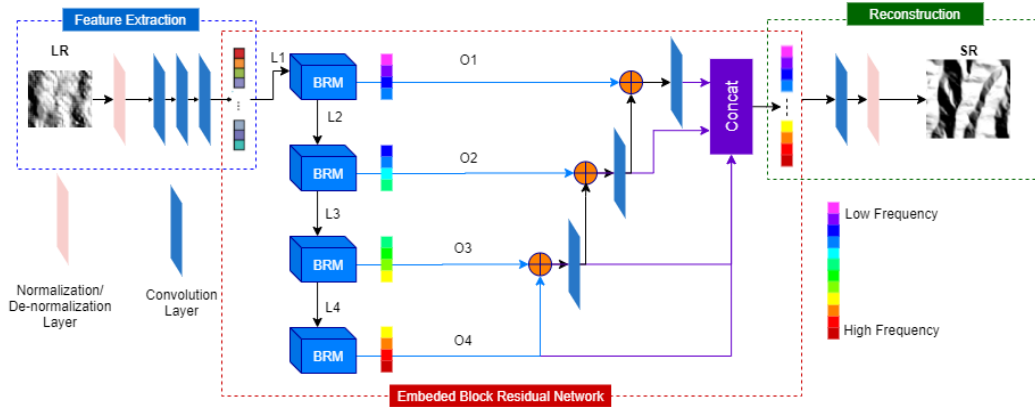 Feature Extraction
Reconstruction
LR
L1
BRM
O1
SR
Concat
L2
BRM
O2
L3
BRM
O3
Low Frequency
Normalization/
De-normalization
Layer
Convolution
Layer
L4
BRM
O4
High Frequency
Embeded Block Residual Network